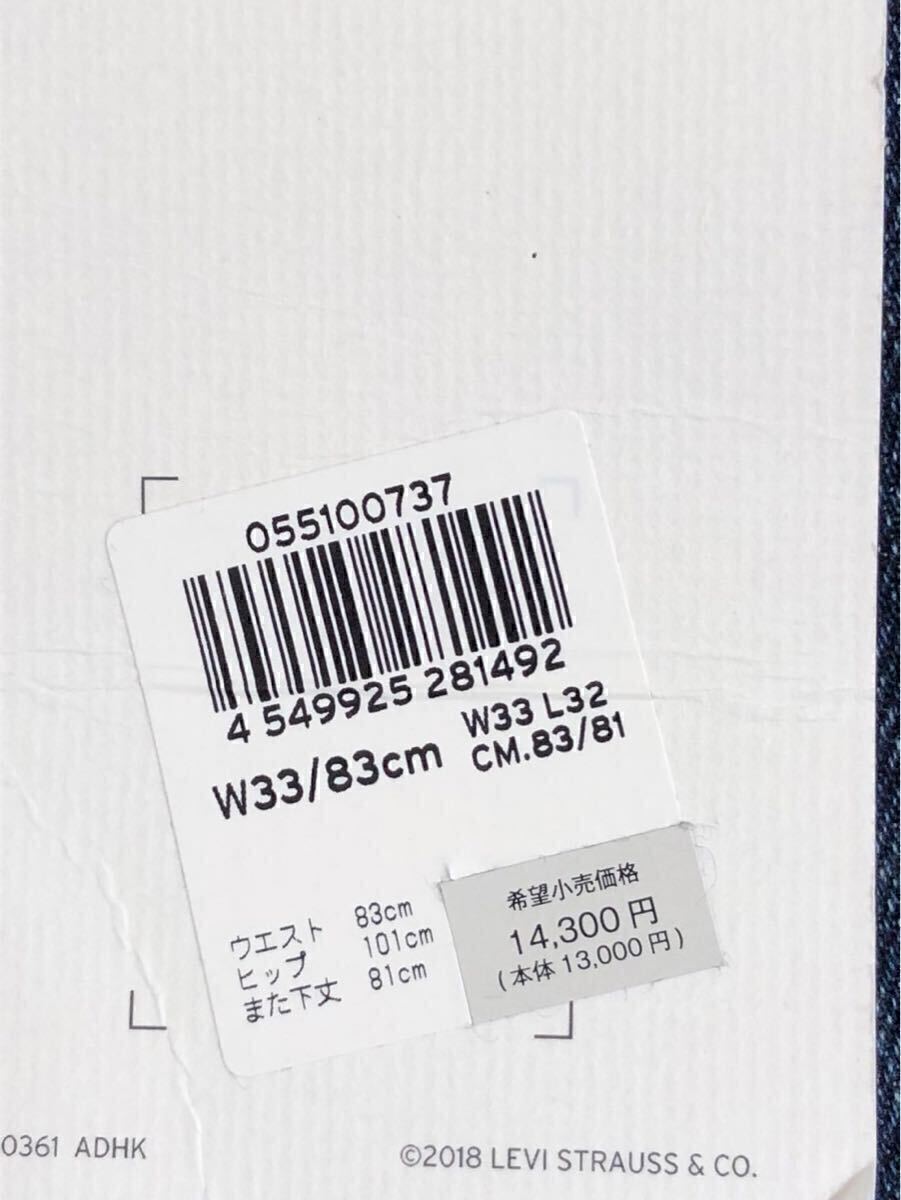 055100737
4 549925 281492
W33/83cm
W33 L32
CM.83/81
ウエスト 83cm
ヒップ 101cm
また下丈 81cm
希望小売価格
14,300円
(本体13,000円)
0361 ADHK
©2018 LEVI STRAUSS & CO.